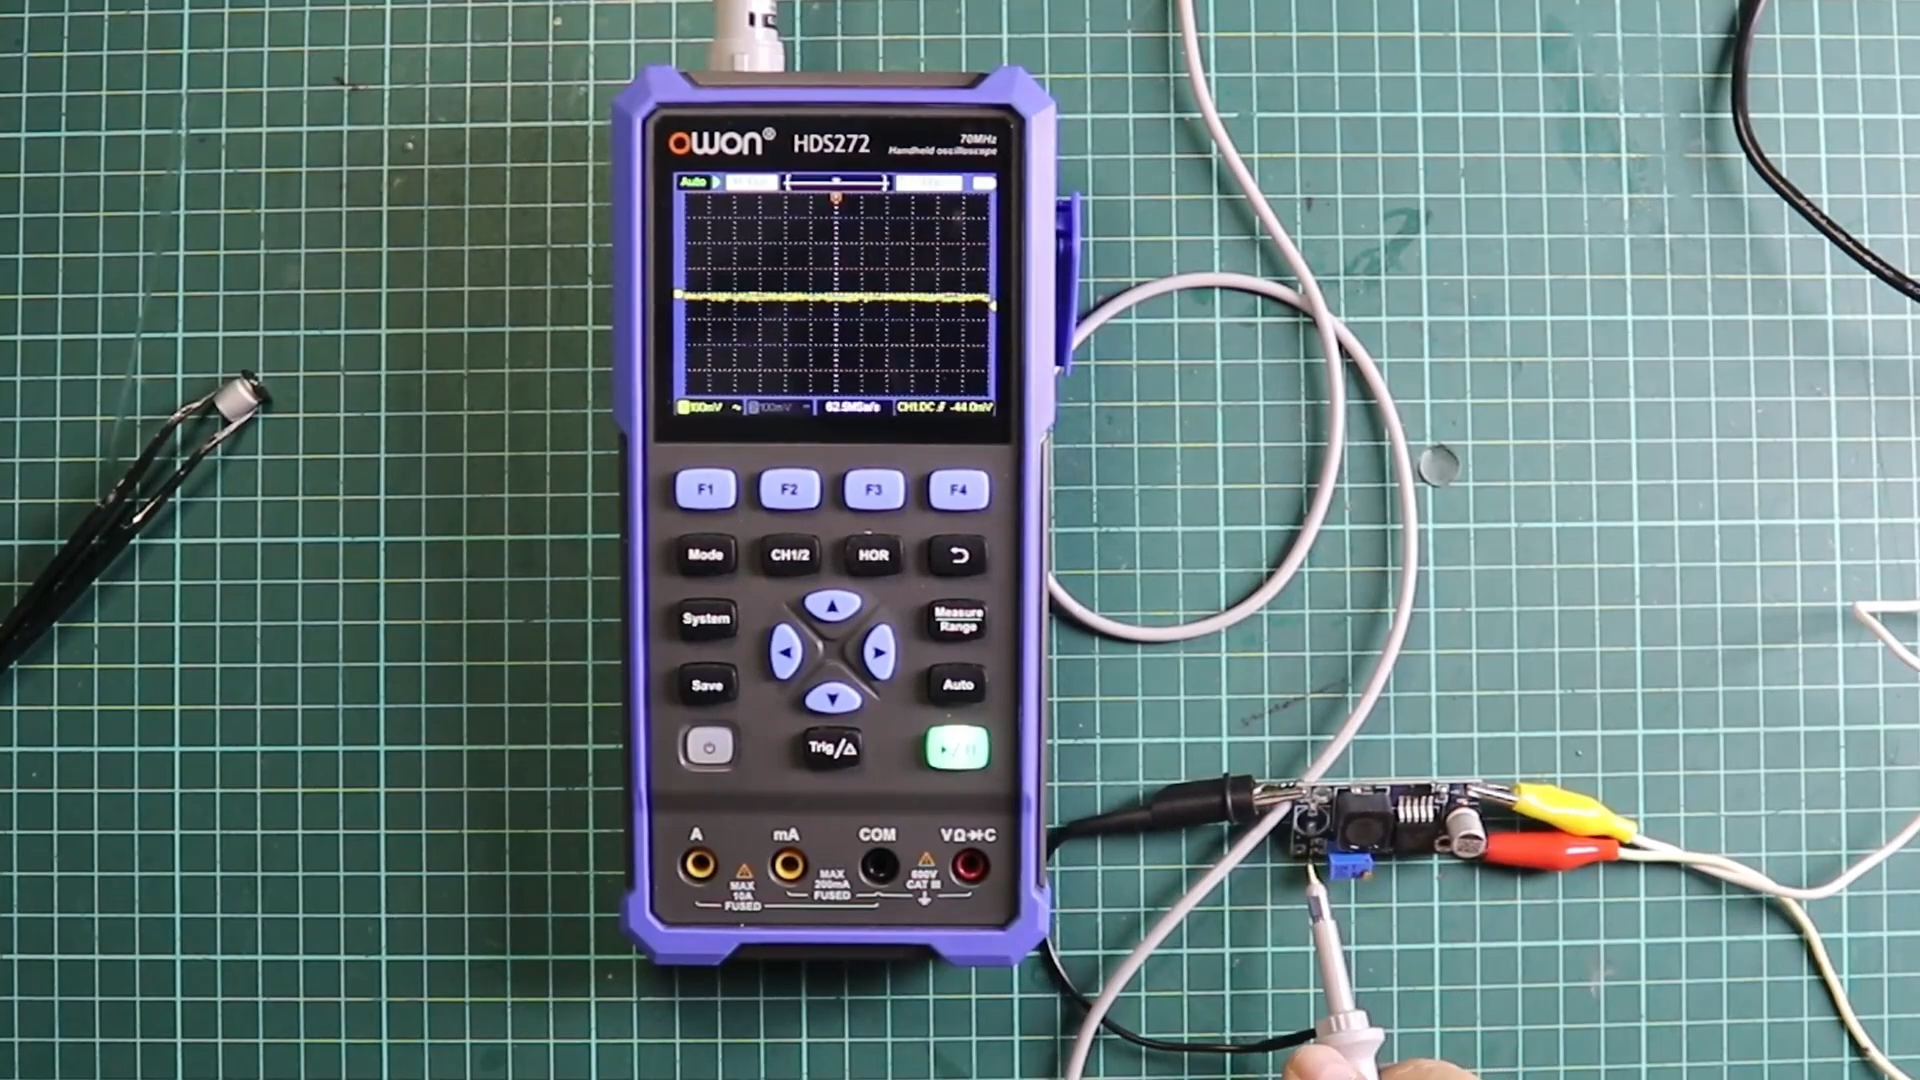 owon® HDS272
70MHz
Handheld oscilloscope
Auto
100mV 100mV 62.5MSa/s CH1:DC -44.0mV
F1 F2 F3 F4
Mode CH1/2 HOR
System
Measure
Range
Save Auto
Trig/△
A mA COM VΩ C
MAX
10A
FUSED
MAX
200mA
FUSED
600V
CAT III